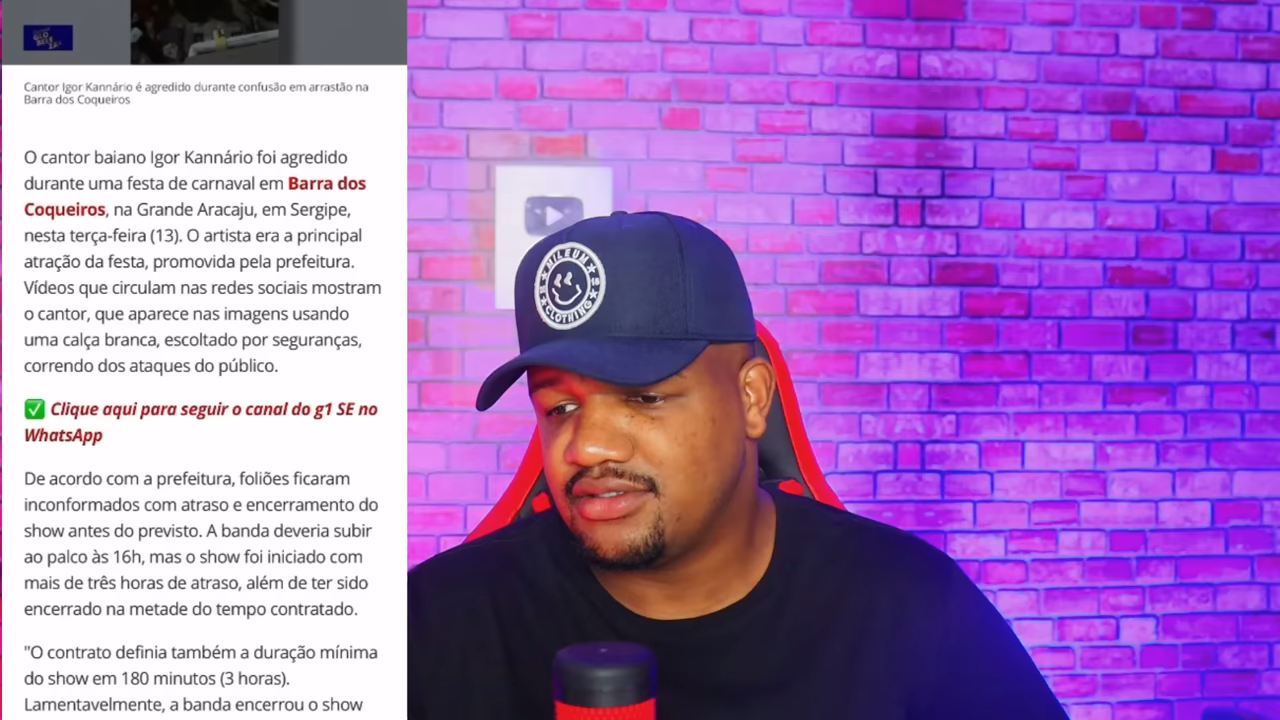 Cantor Igor Kannário é agredido durante confusão em arrastão na
Barra dos Coqueiros
O cantor baiano Igor Kannário foi agredido
durante uma festa de carnaval em Barra dos
Coqueiros, na Grande Aracaju, em Sergipe,
nesta terça-feira (13). O artista era a principal
atração da festa, promovida pela prefeitura.
Vídeos que circulam nas redes sociais mostram
o cantor, que aparece nas imagens usando
uma calça branca, escoltado por seguranças,
correndo dos ataques do público.
✅ Clique aqui para seguir o canal do g1 SE no
WhatsApp
De acordo com a prefeitura, foliões ficaram
inconformados com atraso e encerramento do
show antes do previsto. A banda deveria subir
ao palco às 16h, mas o show foi iniciado com
mais de três horas de atraso, além de ter sido
encerrado na metade do tempo contratado.
"O contrato definia também a duração mínima
do show em 180 minutos (3 horas).
Lamentavelmente, a banda encerrou o show
MILEUM
18
CLOTHING